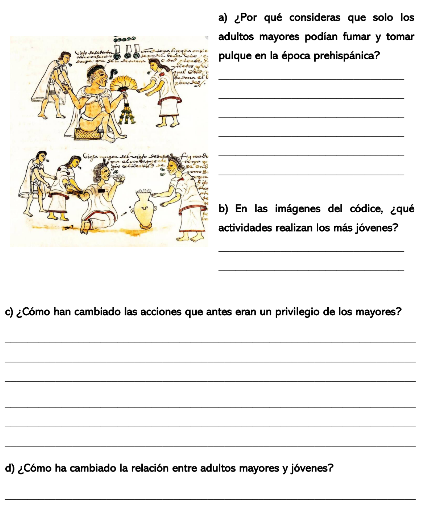 a) ¿Por qué consideras que solo los
adultos mayores podían fumar y tomar
pulque en la época prehispánica?
b) En las imágenes del códice, ¿qué
actividades realizan los más jóvenes?
c) ¿Cómo han cambiado las acciones que antes eran un privilegio de los mayores?
d) ¿Cómo ha cambiado la relación entre adultos mayores y jóvenes?